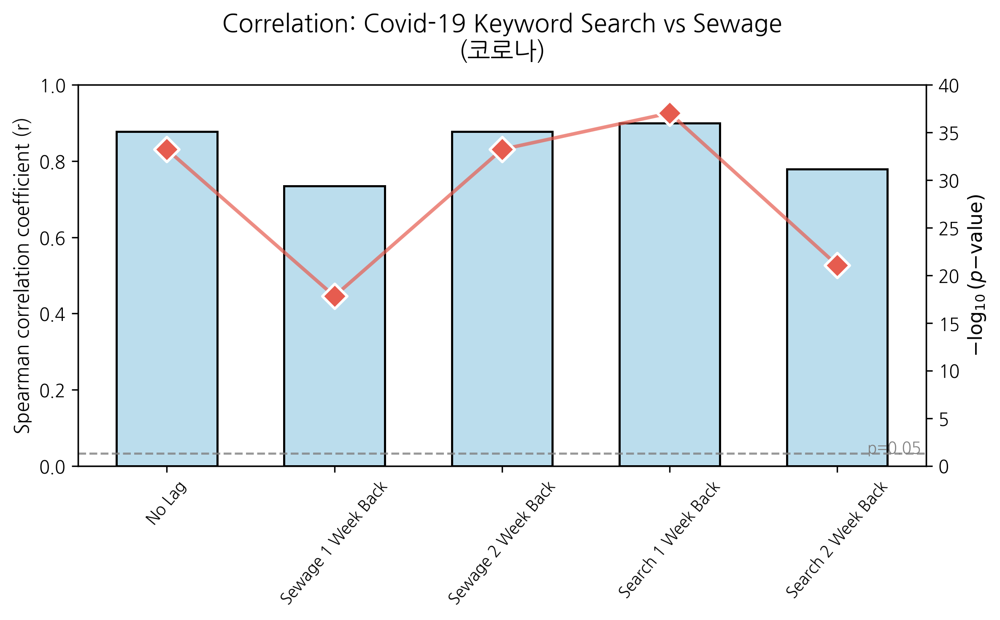 Correlation: Covid-19 Keyword Search vs Sewage
(코로나)
Spearman correlation coefficient (r)
1.0
0.8
0.6
0.4
0.2
0.0
40
35
30
25
20
15
10
5
0
−log₁₀(p−value)
p=0.05
No Lag
Sewage 1 Week Back
Sewage 2 Week Back
Search 1 Week Back
Search 2 Week Back